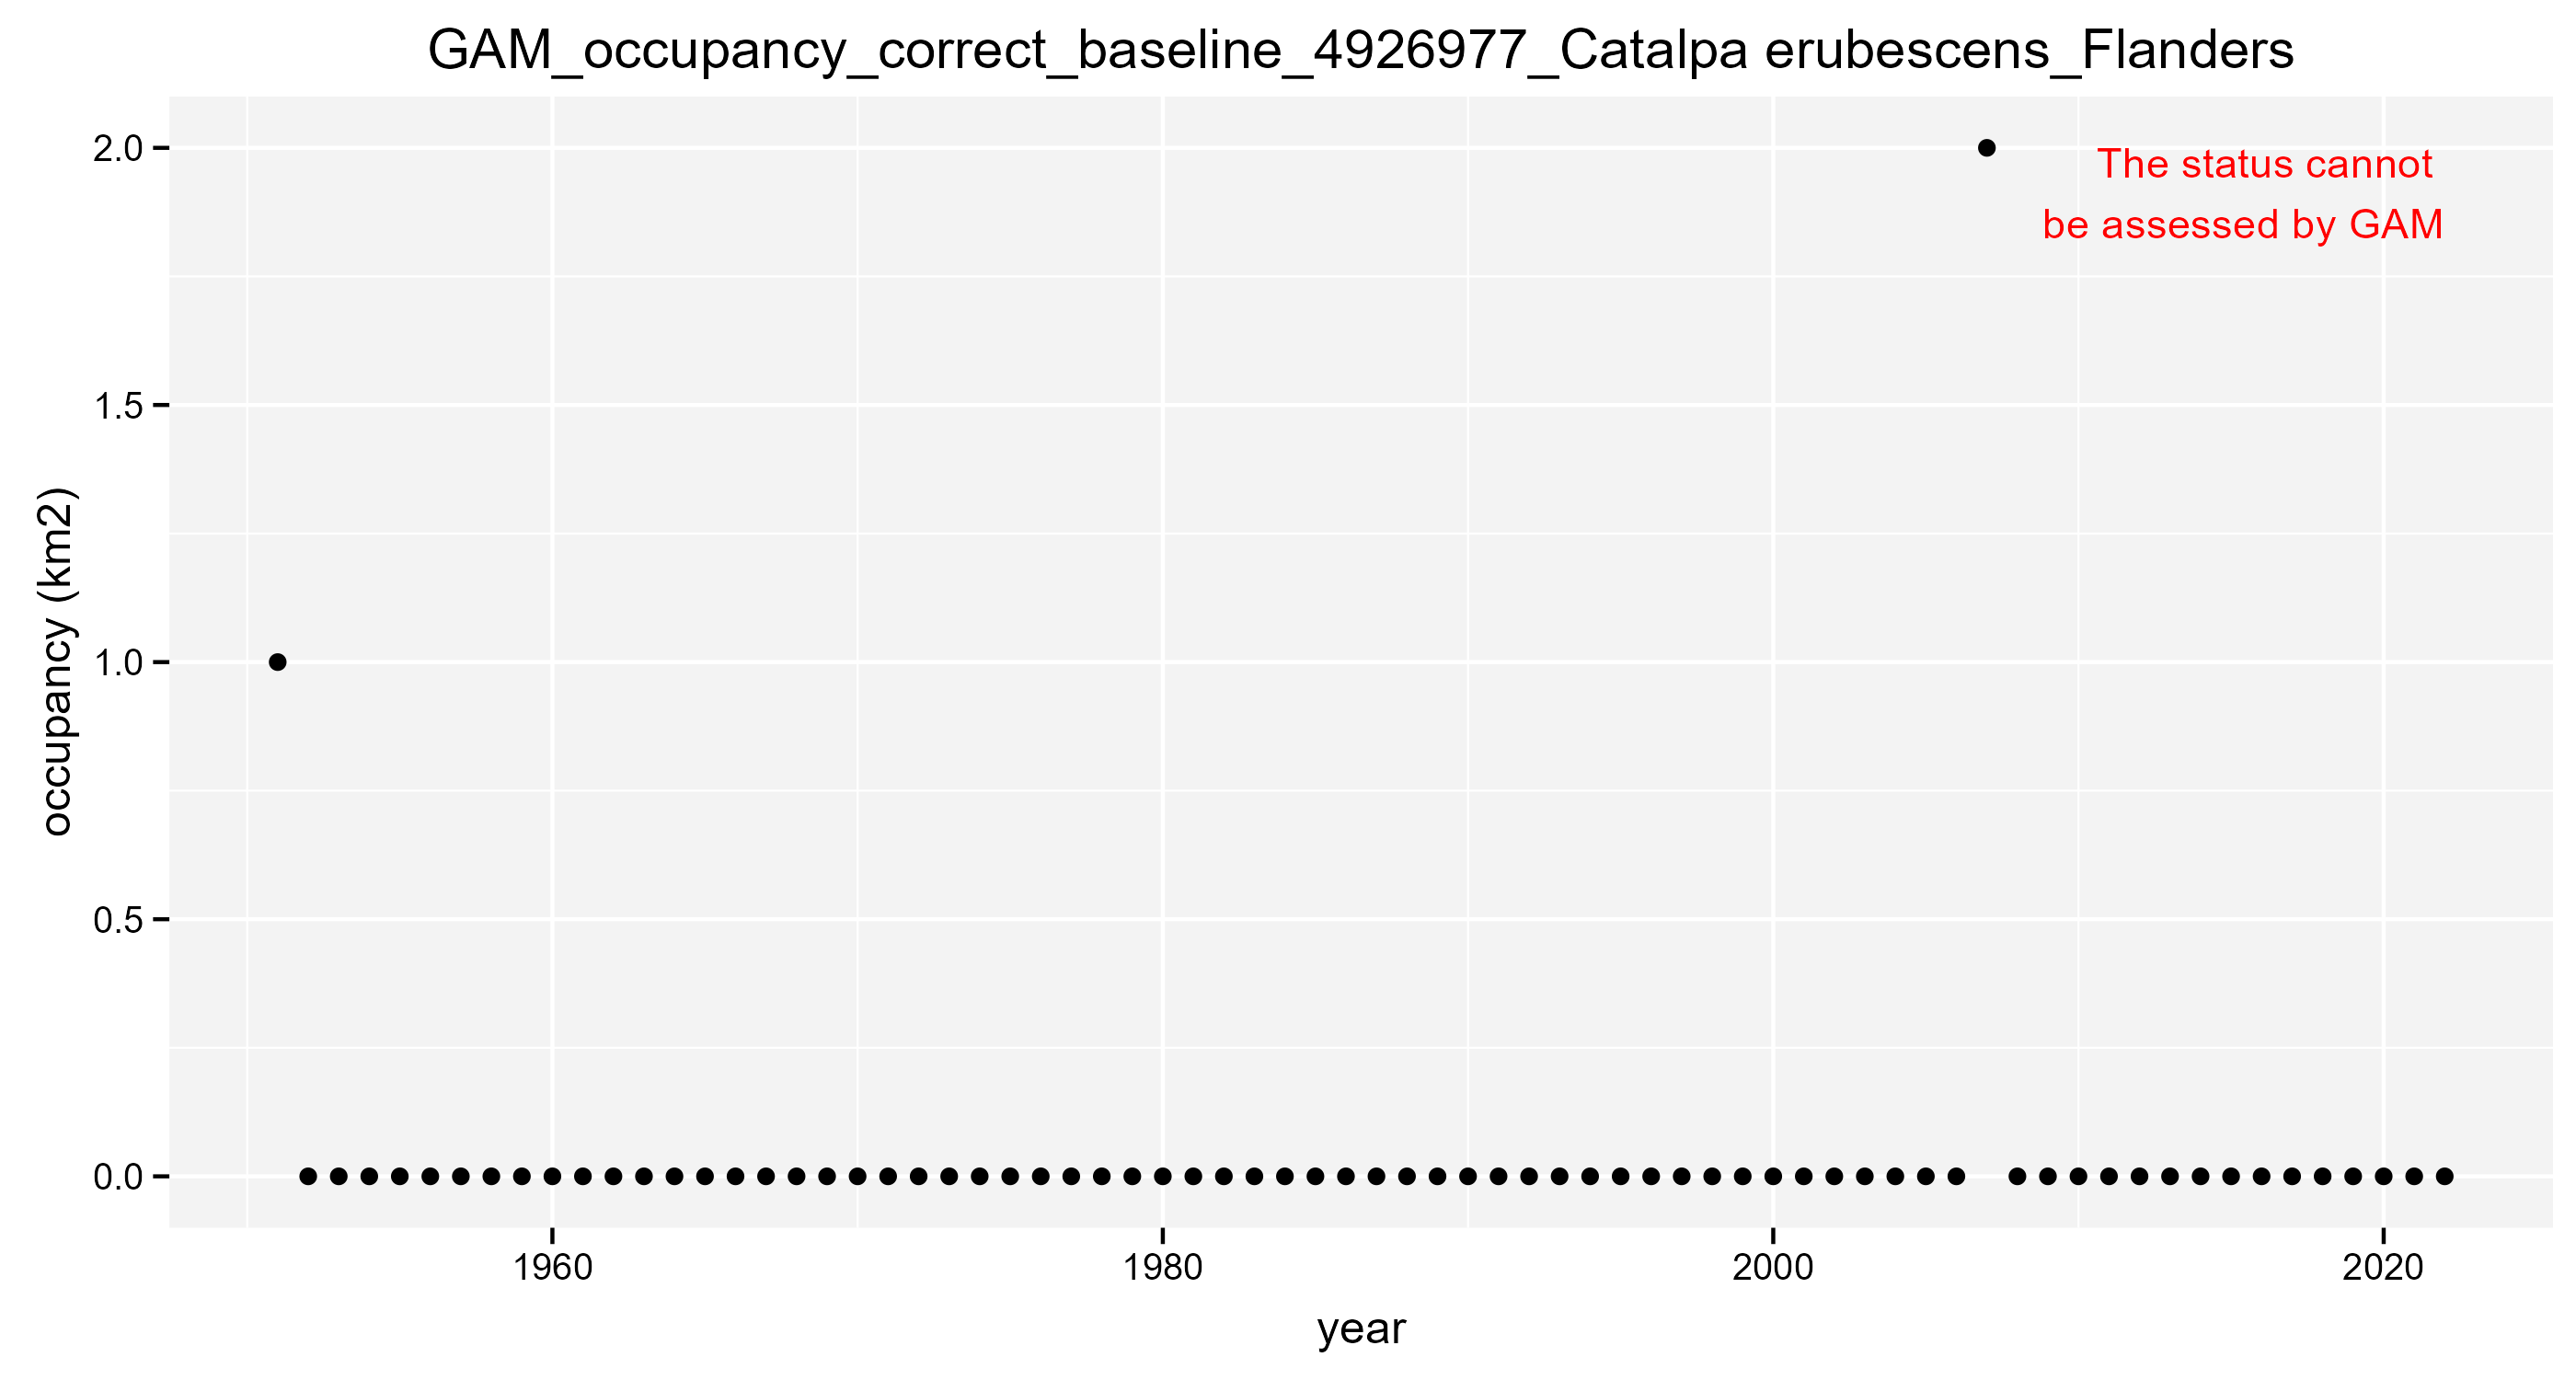 GAM_occupancy_correct_baseline_4926977_Catalpa erubescens_Flanders
2.0
The status cannot
be assessed by GAM
1.5
occupancy (km2)
1.0
0.5
0.0
1960 1980 2000 2020
year